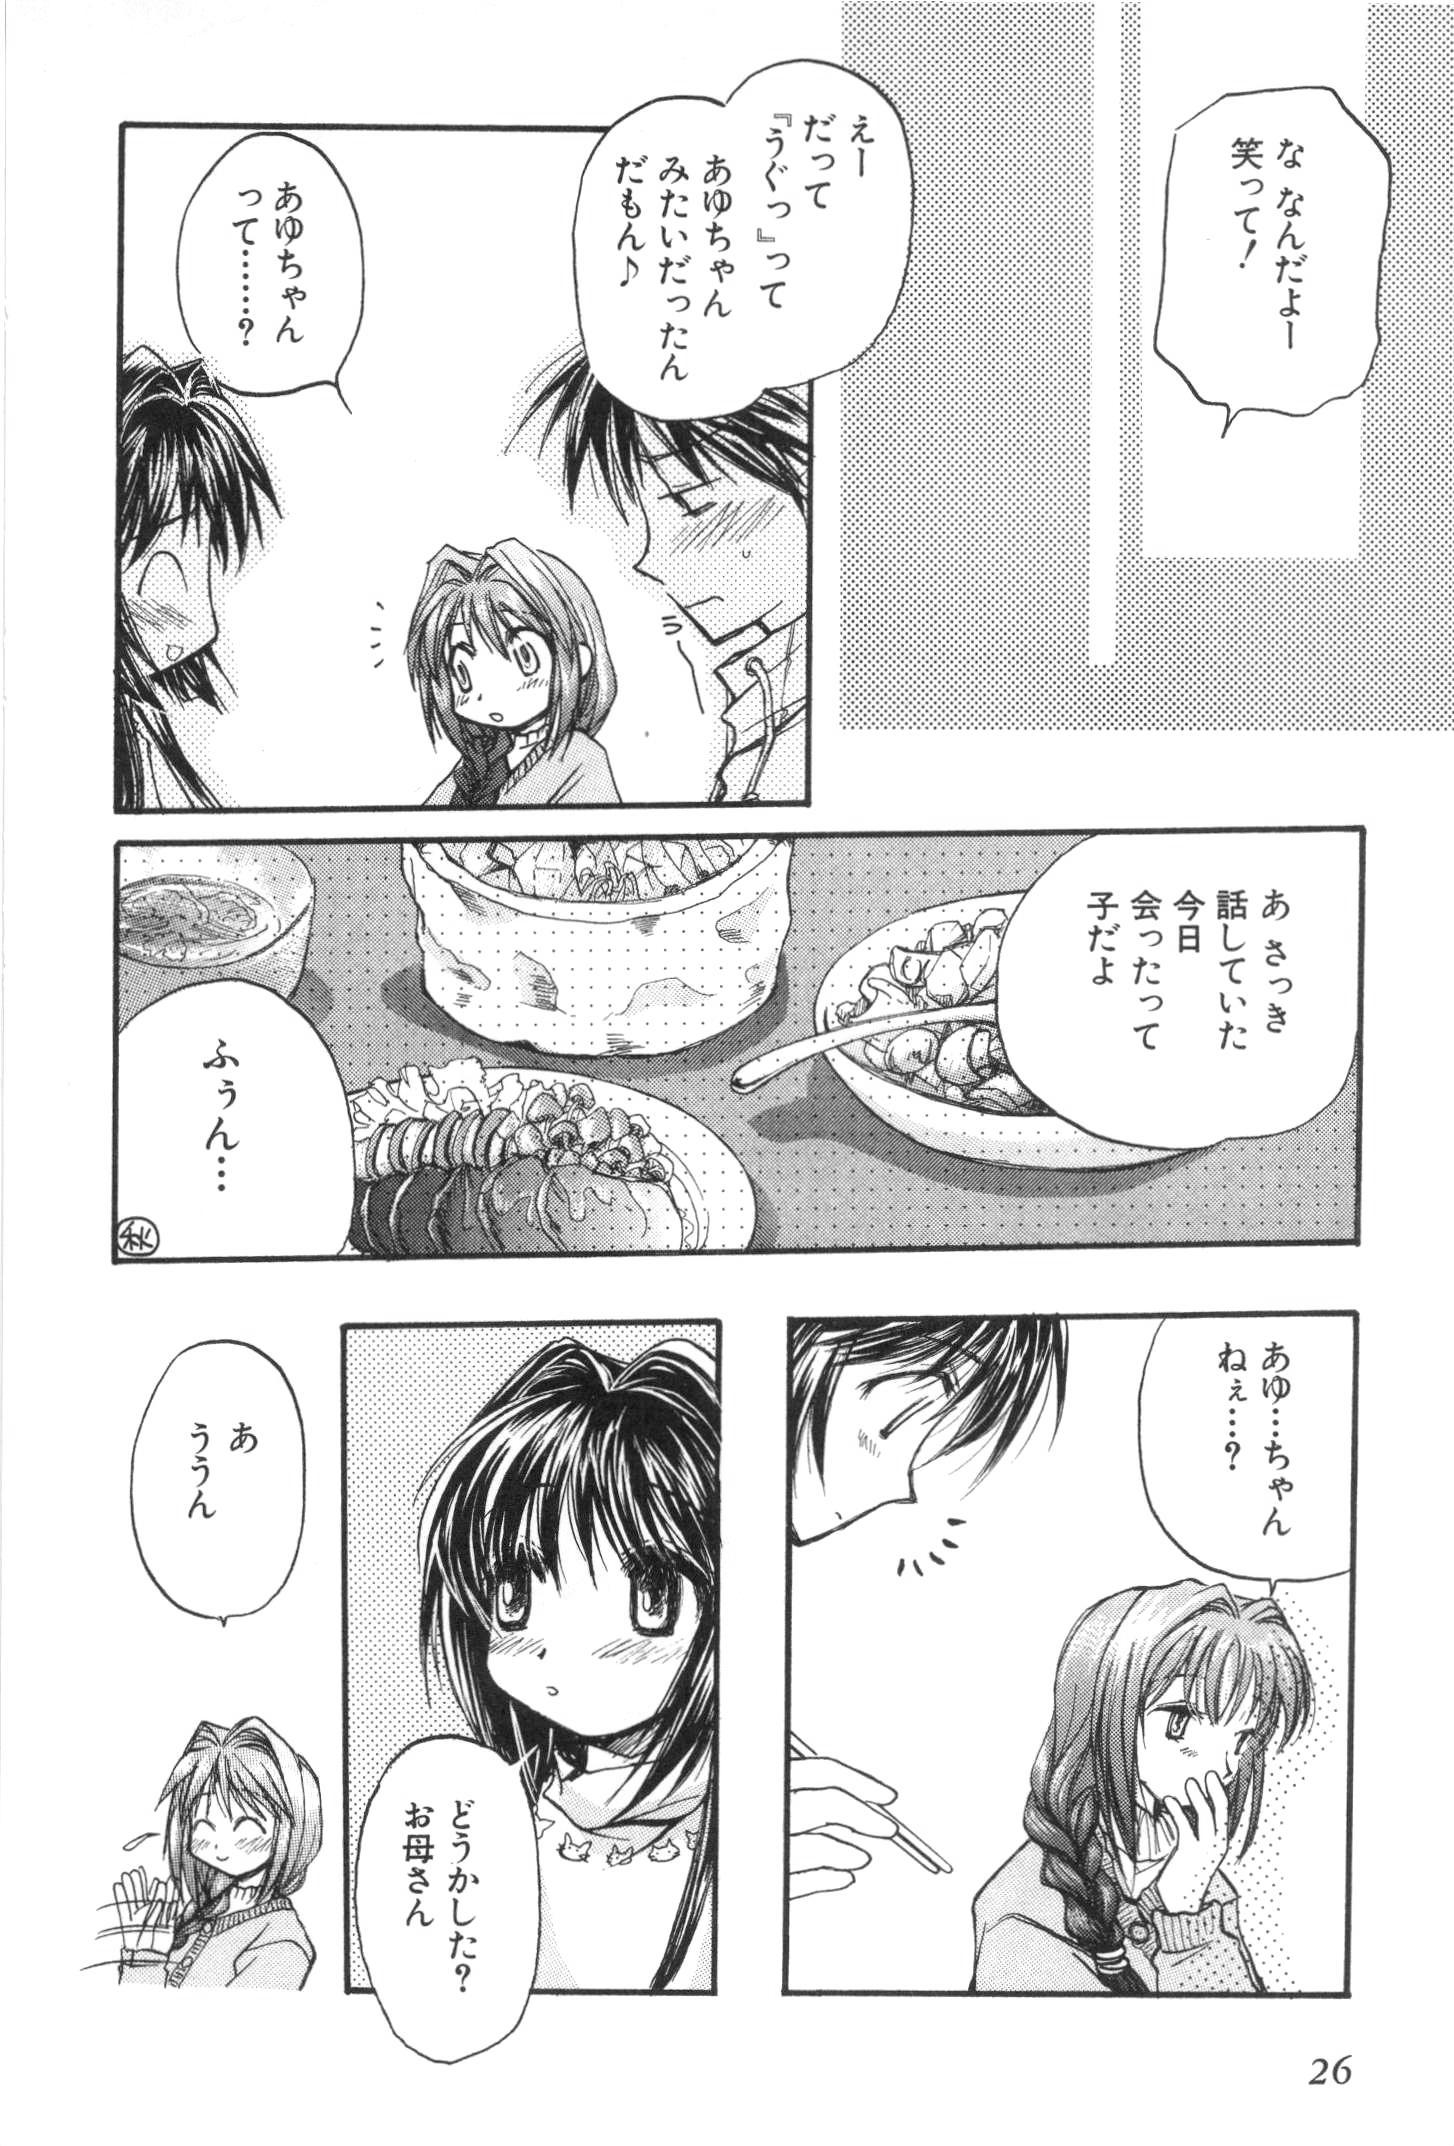 な なんだよー
笑って！
えー
だって
『うぐっ』って
あゆちゃん
みたいだったん
だもん♪
あゆちゃん
って………？
あ さっき
話していた
今日
会ったって
子だよ
ふぅん…
秋
あゆ…ちゃん
ねぇ……？
どうかした？
お母さん
あ
ううん
26